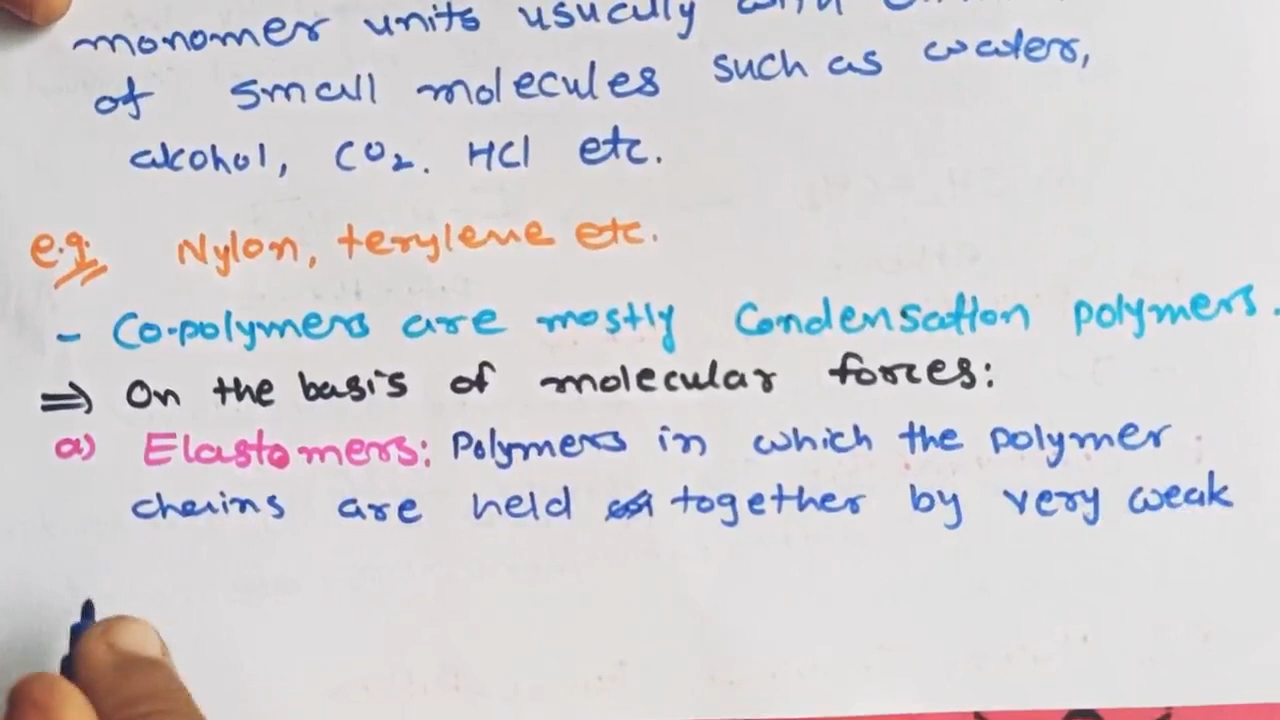 monomer units usually with
of small molecules such as water,
alcohol, CO2. HCl etc.
e.g. Nylon, terylene etc.
- Co-polymers are mostly Condensation polymers.
⇒ On the basis of molecular forces:
a) Elastomers: Polymers in which the polymer
chains are held together by very weak